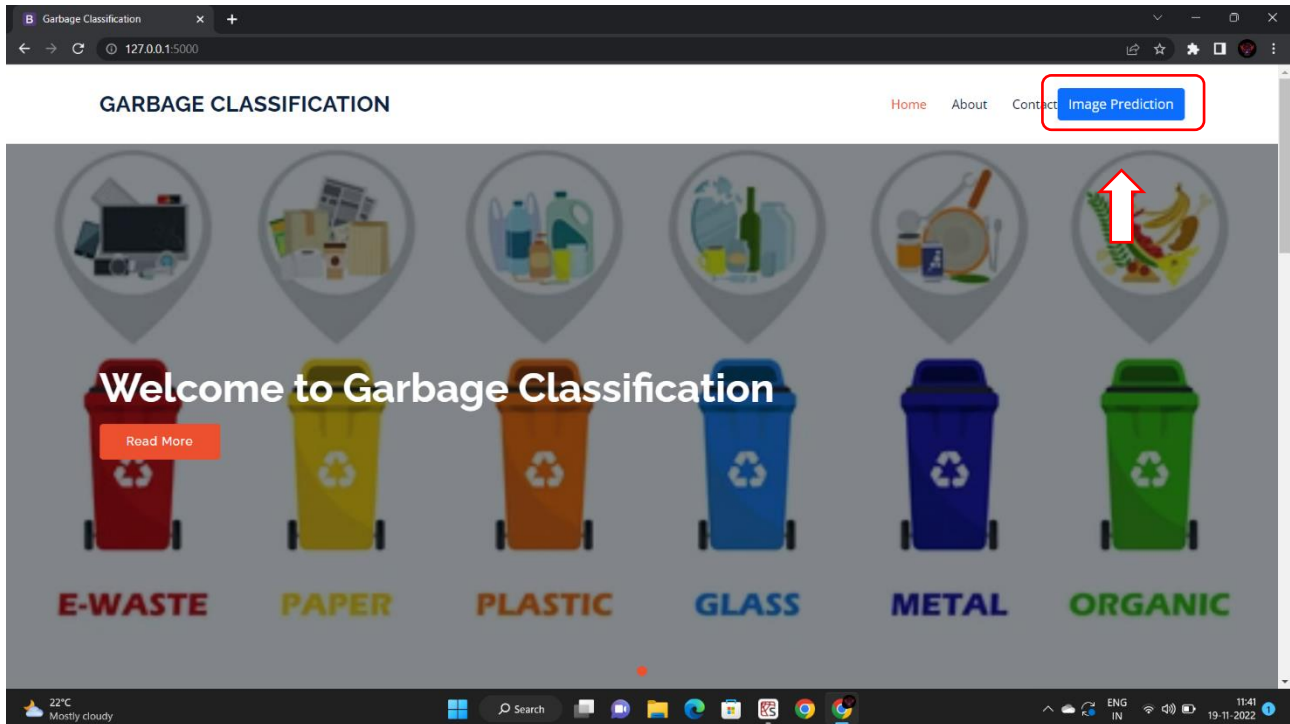 Garbage Classification
127.0.0.1:5000
GARBAGE CLASSIFICATION
Home About Contact Image Prediction
Welcome to Garbage Classification
Read More
E-WASTE PAPER PLASTIC GLASS METAL ORGANIC
22°C
Mostly cloudy
Search
ENG
IN
11:41
19-11-2022
1